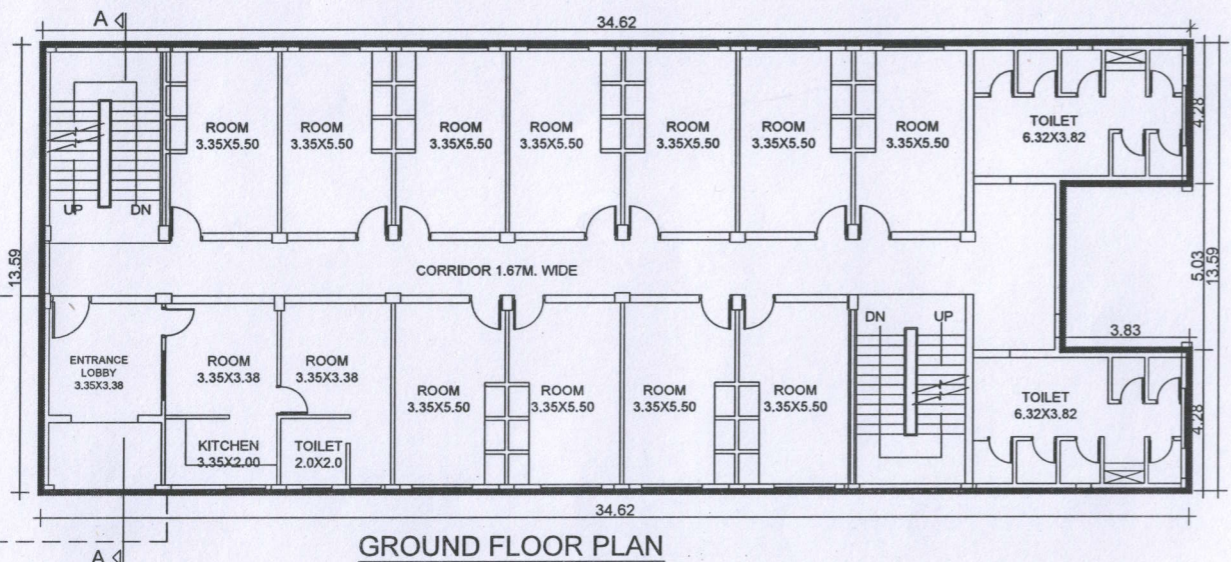 A
34.62
ROOM
3.35X5.50
ROOM
3.35X5.50
ROOM
3.35X5.50
ROOM
3.35X5.50
ROOM
3.35X5.50
ROOM
3.35X5.50
ROOM
3.35X5.50
TOILET
6.32X3.82
4.28
UP
DN
13.59
CORRIDOR 1.67M. WIDE
5.03
13.59
3.83
ENTRANCE
LOBBY
3.35X3.38
ROOM
3.35X3.38
ROOM
3.35X3.38
ROOM
3.35X5.50
ROOM
3.35X5.50
ROOM
3.35X5.50
ROOM
3.35X5.50
DN
UP
TOILET
6.32X3.82
4.28
KITCHEN
3.35X2.00
TOILET
2.0X2.0
34.62
GROUND FLOOR PLAN
A